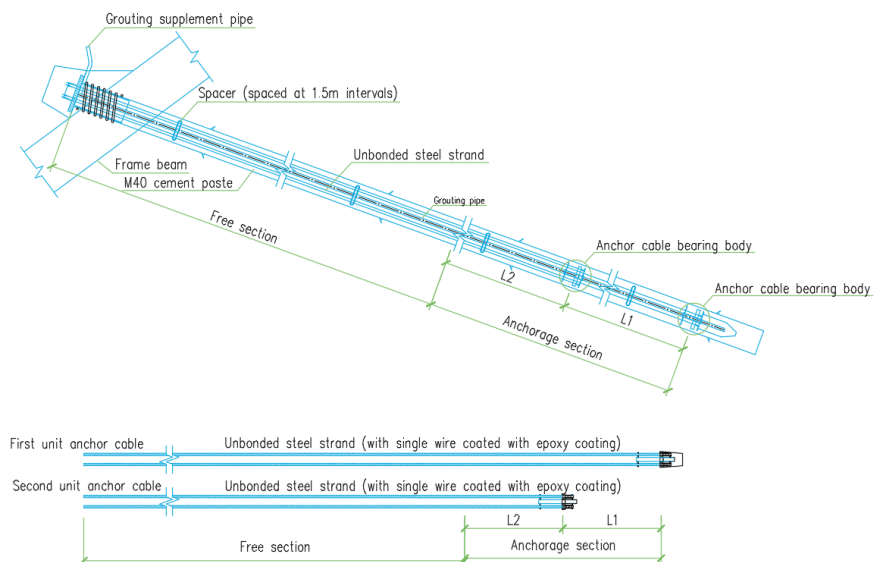 Grouting supplement pipe
Spacer (spaced at 1.5m intervals)
Unbonded steel strand
Frame beam
M40 cement paste
Grouting pipe
Free section
Anchor cable bearing body
L2
Anchor cable bearing body
L1
Anchorage section
First unit anchor cable
Unbonded steel strand (with single wire coated with epoxy coating)
Second unit anchor cable
Unbonded steel strand (with single wire coated with epoxy coating)
L2
L1
Free section
Anchorage section